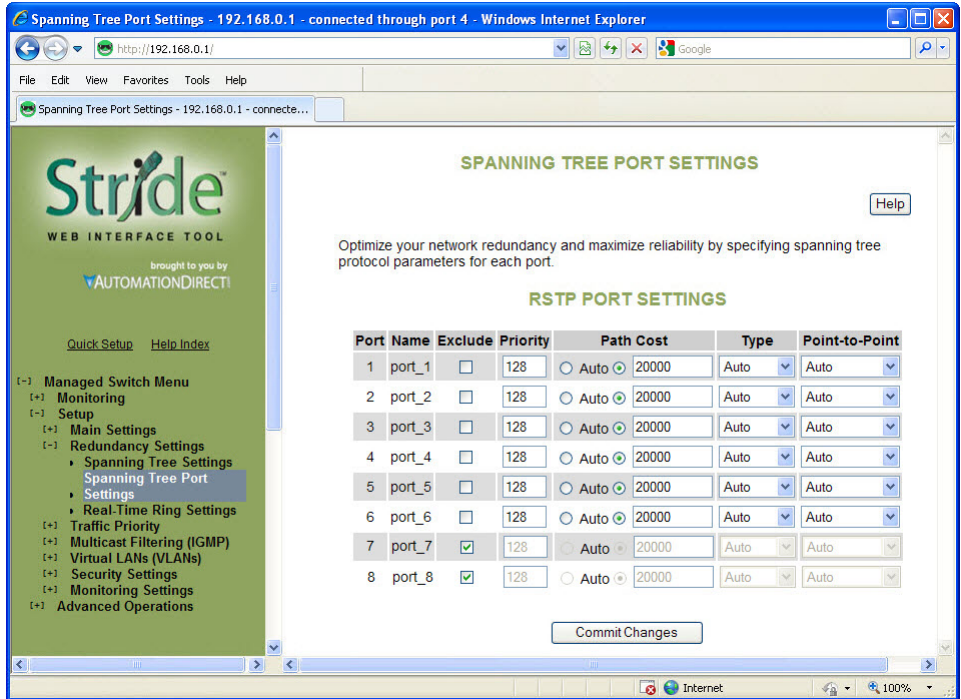 Spanning Tree Port Settings - 192.168.0.1 - connected through port 4 - Windows Internet Explorer
http://192.168.0.1/
Google
File Edit View Favorites Tools Help
Spanning Tree Port Settings - 192.168.0.1 - connecte...
Stride
WEB INTERFACE TOOL
brought to you by
AUTOMATIONDIRECT
Quick Setup Help Index
[-] Managed Switch Menu
[+] Monitoring
[-] Setup
[+] Main Settings
[-] Redundancy Settings
Spanning Tree Settings
Spanning Tree Port
Settings
Real-Time Ring Settings
[+] Traffic Priority
[+] Multicast Filtering (IGMP)
[+] Virtual LANs (VLANs)
[+] Security Settings
[+] Monitoring Settings
[+] Advanced Operations
SPANNING TREE PORT SETTINGS
Help
Optimize your network redundancy and maximize reliability by specifying spanning tree
protocol parameters for each port.
RSTP PORT SETTINGS
Port Name Exclude Priority Path Cost Type Point-to-Point
1 port_1 128 Auto 20000 Auto Auto
2 port_2 128 Auto 20000 Auto Auto
3 port_3 128 Auto 20000 Auto Auto
4 port_4 128 Auto 20000 Auto Auto
5 port_5 128 Auto 20000 Auto Auto
6 port_6 128 Auto 20000 Auto Auto
7 port_7 128 Auto 20000 Auto Auto
8 port_8 128 Auto 20000 Auto Auto
Commit Changes
Internet
100%